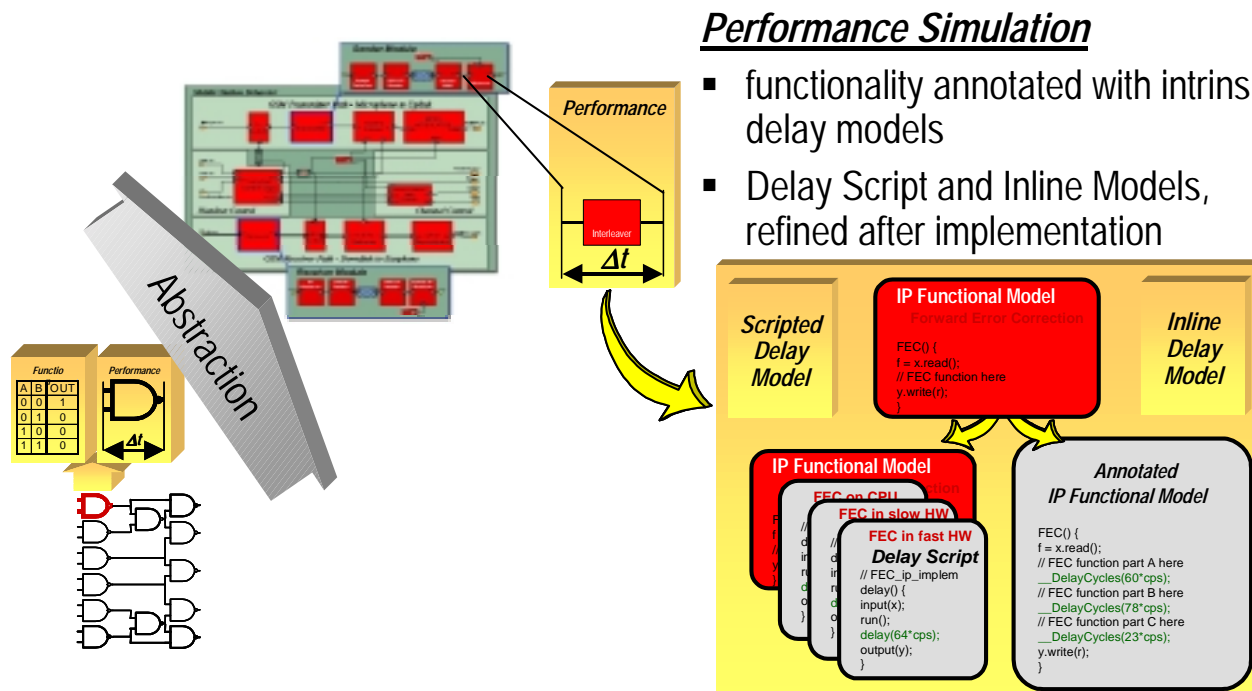 Performance Simulation
▪ functionality annotated with intrins
delay models
▪ Delay Script and Inline Models,
refined after implementation
Performance
Interleaver
Δt
Abstraction
Functio
A B OUT
0 0 1
0 1 0
1 0 0
1 1 0
Performance
Δt
Scripted
Delay
Model
IP Functional Model
Forward Error Correction
FEC() {
f = x.read();
// FEC function here
y.write(r);
}
Inline
Delay
Model
IP Functional Model
FEC on CPU
FEC in slow HW
FEC in fast HW
Delay Script
// FEC_ip_implem
delay() {
input(x);
run();
delay(64*cps);
output(y);
}
Annotated
IP Functional Model
FEC() {
f = x.read();
// FEC function part A here
__DelayCycles(60*cps);
// FEC function part B here
__DelayCycles(78*cps);
// FEC function part C here
__DelayCycles(23*cps);
y.write(r);
}